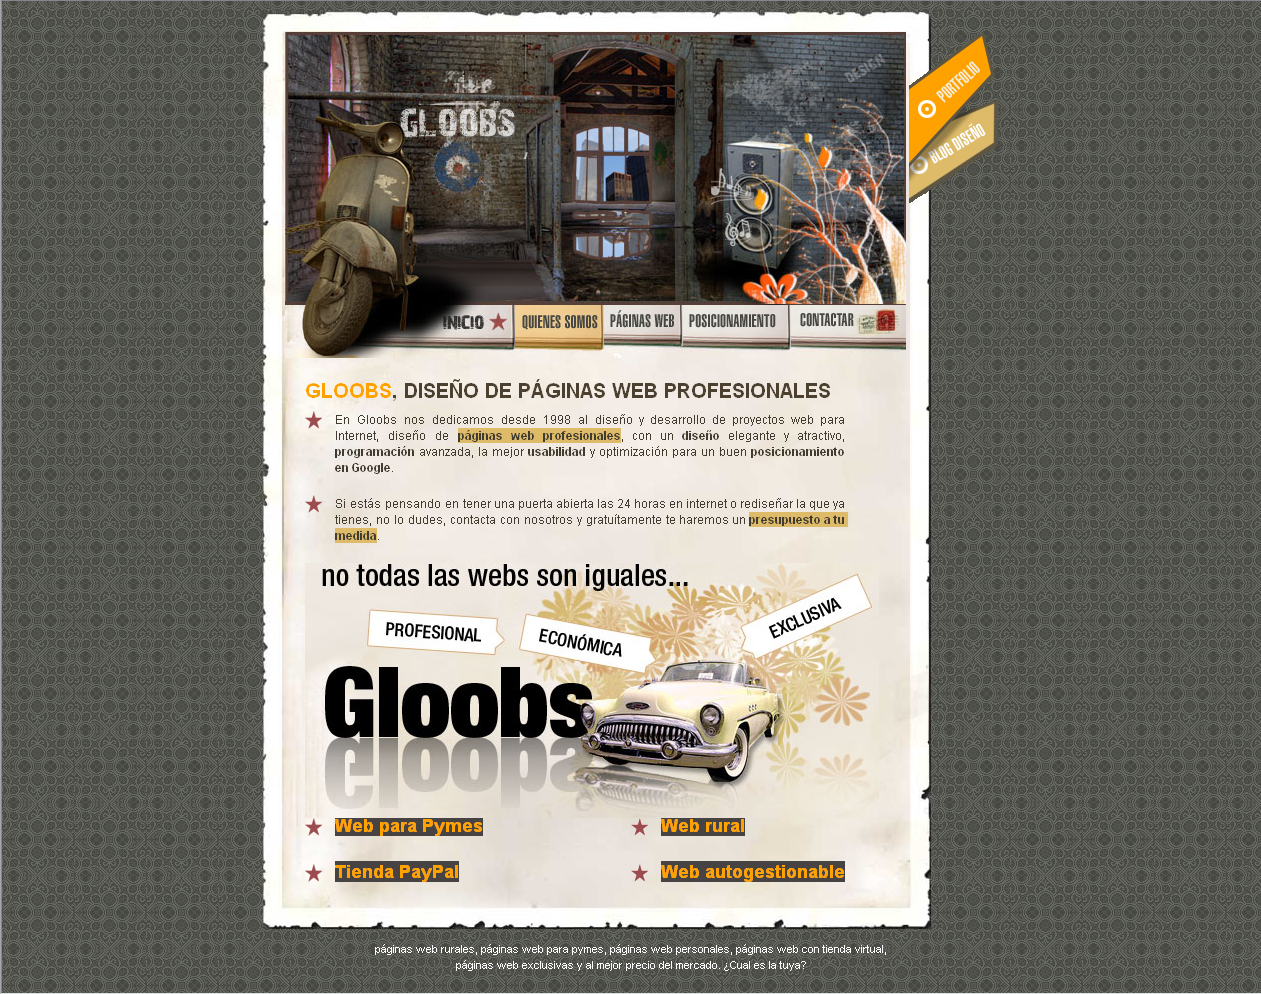 THE
GLOOBS
DESIGN
PORTFOLIO
BLOG DISEÑO
INICIO
QUIENES SOMOS
PÁGINAS WEB
POSICIONAMIENTO
CONTACTAR
GLOOBS, DISEÑO DE PÁGINAS WEB PROFESIONALES
En Gloobs nos dedicamos desde 1998 al diseño y desarrollo de proyectos web para
Internet, diseño de páginas web profesionales, con un diseño elegante y atractivo,
programación avanzada, la mejor usabilidad y optimización para un buen posicionamiento
en Google.
Si estás pensando en tener una puerta abierta las 24 horas en internet o rediseñar la que ya
tienes, no lo dudes, contacta con nosotros y gratuítamente te haremos un presupuesto a tu
medida.
no todas las webs son iguales...
PROFESIONAL
ECONÓMICA
EXCLUSIVA
Gloobs
Web para Pymes
Web rural
Tienda PayPal
Web autogestionable
páginas web rurales, páginas web para pymes, páginas web personales, páginas web con tienda virtual,
páginas web exclusivas y al mejor precio del mercado. ¿Cual es la tuya?